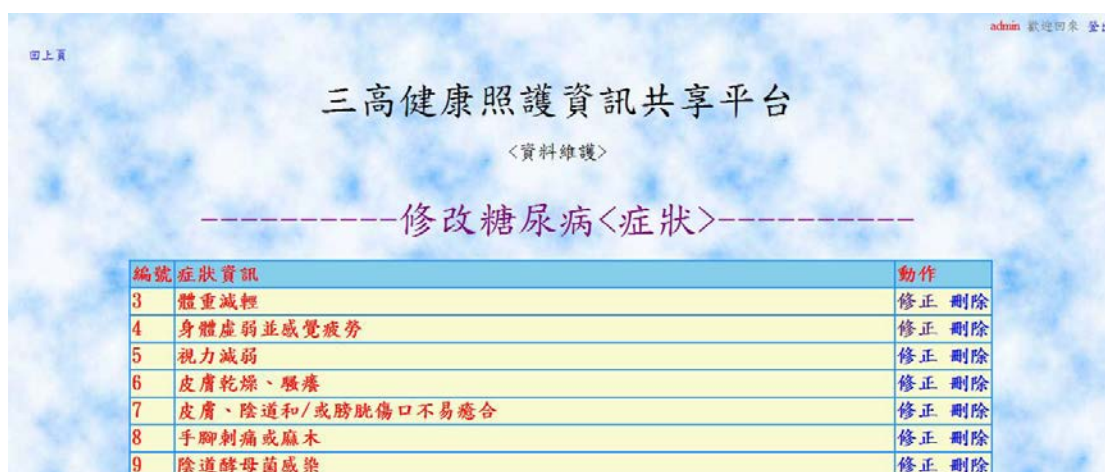 admin 歡迎回來 登出
回上頁
三高健康照護資訊共享平台
<資料維護>
----------修改糖尿病<症狀>----------
編號 症狀資訊 動作
3 體重減輕 修正 刪除
4 身體虛弱並感覺疲勞 修正 刪除
5 視力減弱 修正 刪除
6 皮膚乾燥、騷癢 修正 刪除
7 皮膚、陰道和/或膀胱傷口不易癒合 修正 刪除
8 手腳刺痛或麻木 修正 刪除
9 陰道酵母菌感染 修正 刪除